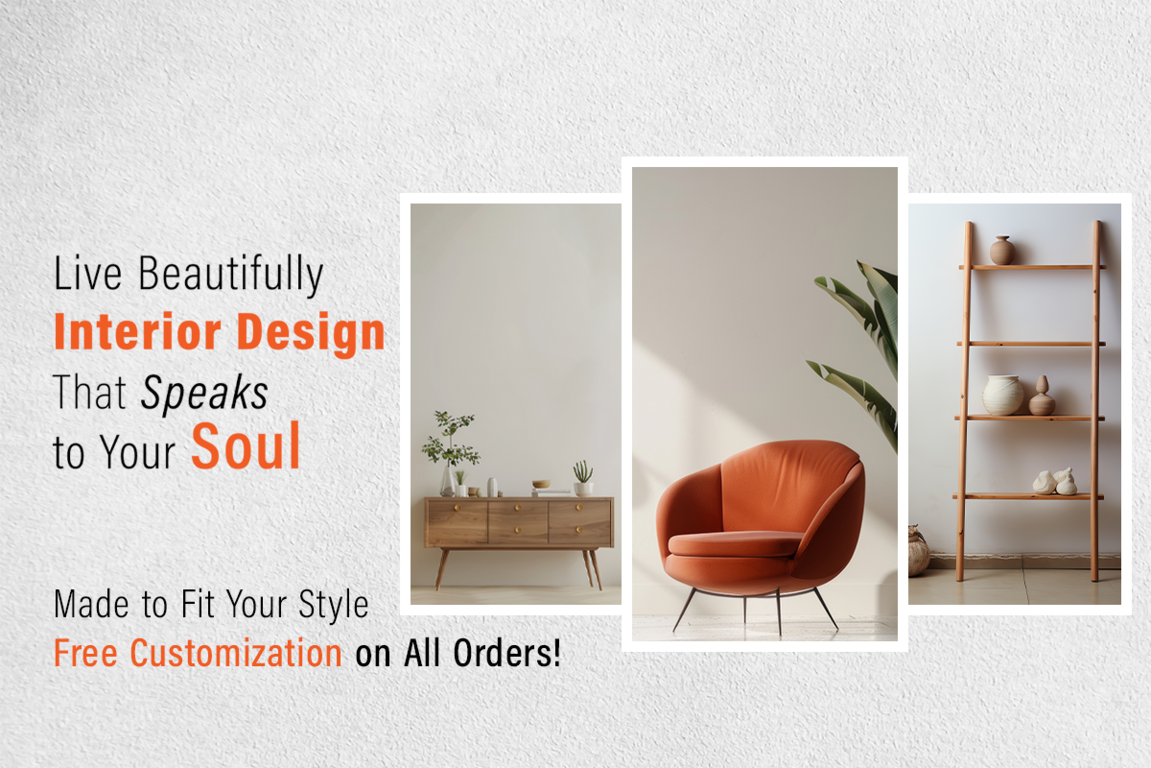 Live Beautifully
Interior Design
That Speaks
to Your Soul
Made to Fit Your Style
Free Customization on All Orders!